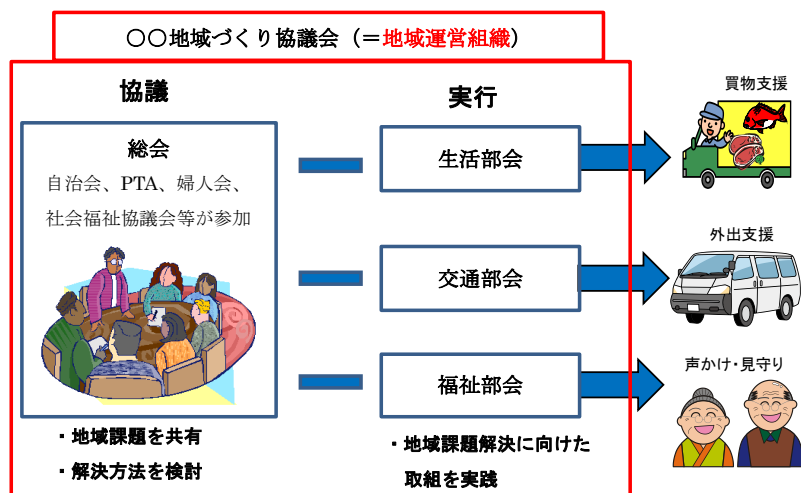 〇〇地域づくり協議会（＝地域運営組織）
協議
総会
自治会、PTA、婦人会、
社会福祉協議会等が参加
・地域課題を共有
・解決方法を検討
実行
生活部会
交通部会
福祉部会
・地域課題解決に向けた
取組を実践
買物支援
外出支援
声かけ・見守り